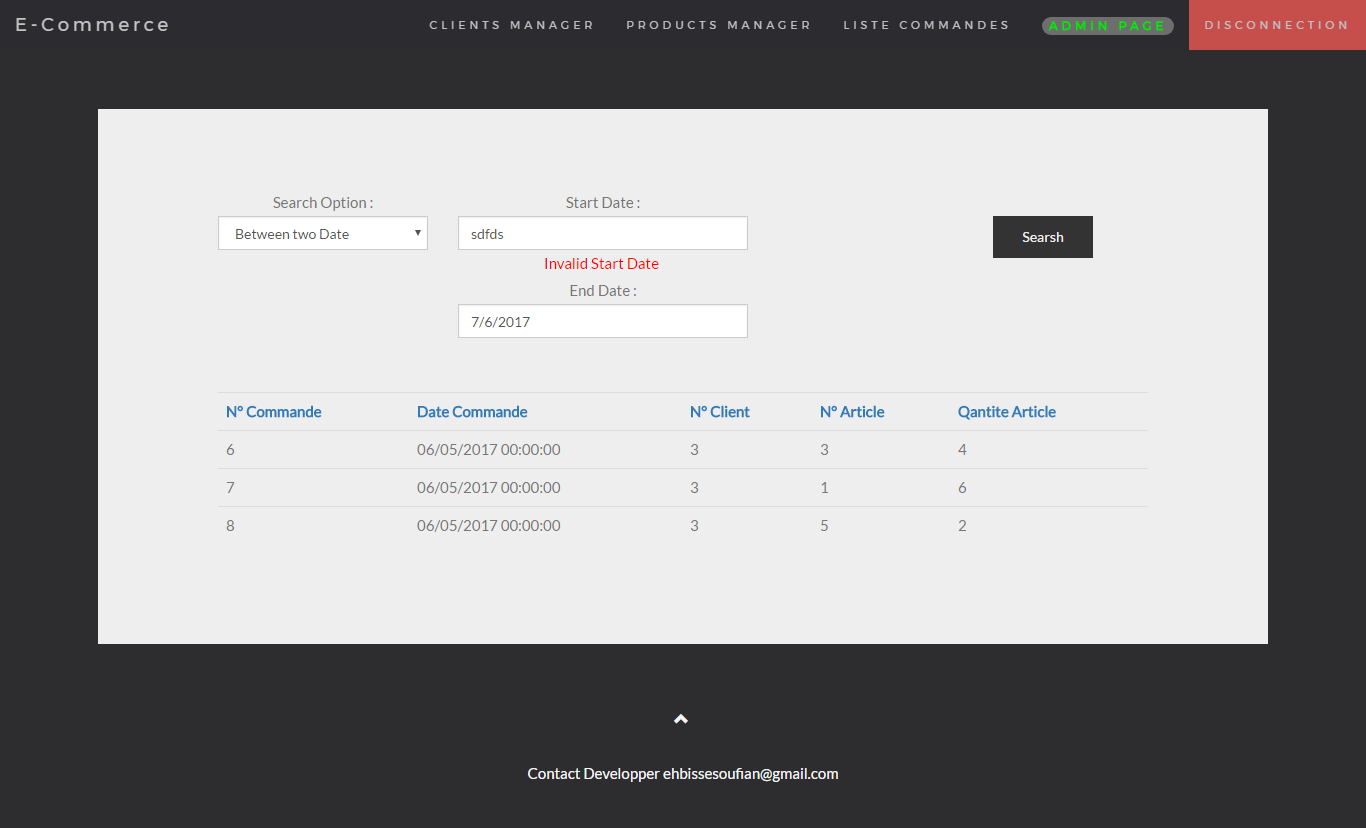 E-Commerce CLIENTS MANAGER PRODUCTS MANAGER LISTE COMMANDES ADMIN PAGE DISCONNECTION
Search Option : Start Date :
Between two Date sdfds Searsh
Invalid Start Date
End Date :
7/6/2017
N° Commande Date Commande N° Client N° Article Qantite Article
6 06/05/2017 00:00:00 3 3 4
7 06/05/2017 00:00:00 3 1 6
8 06/05/2017 00:00:00 3 5 2
Contact Developper ehbissesoufian@gmail.com